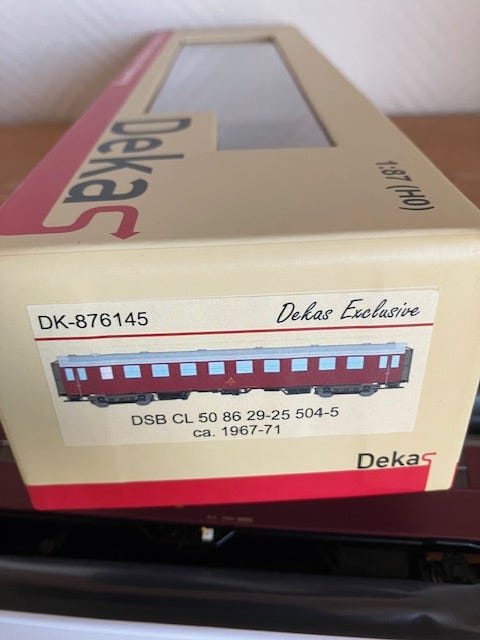 Dekas
1:87 (H0)
DK-876145
Dekas Exclusive
DSB CL 50 86 29-25 504-5
ca. 1967-71
Dekas